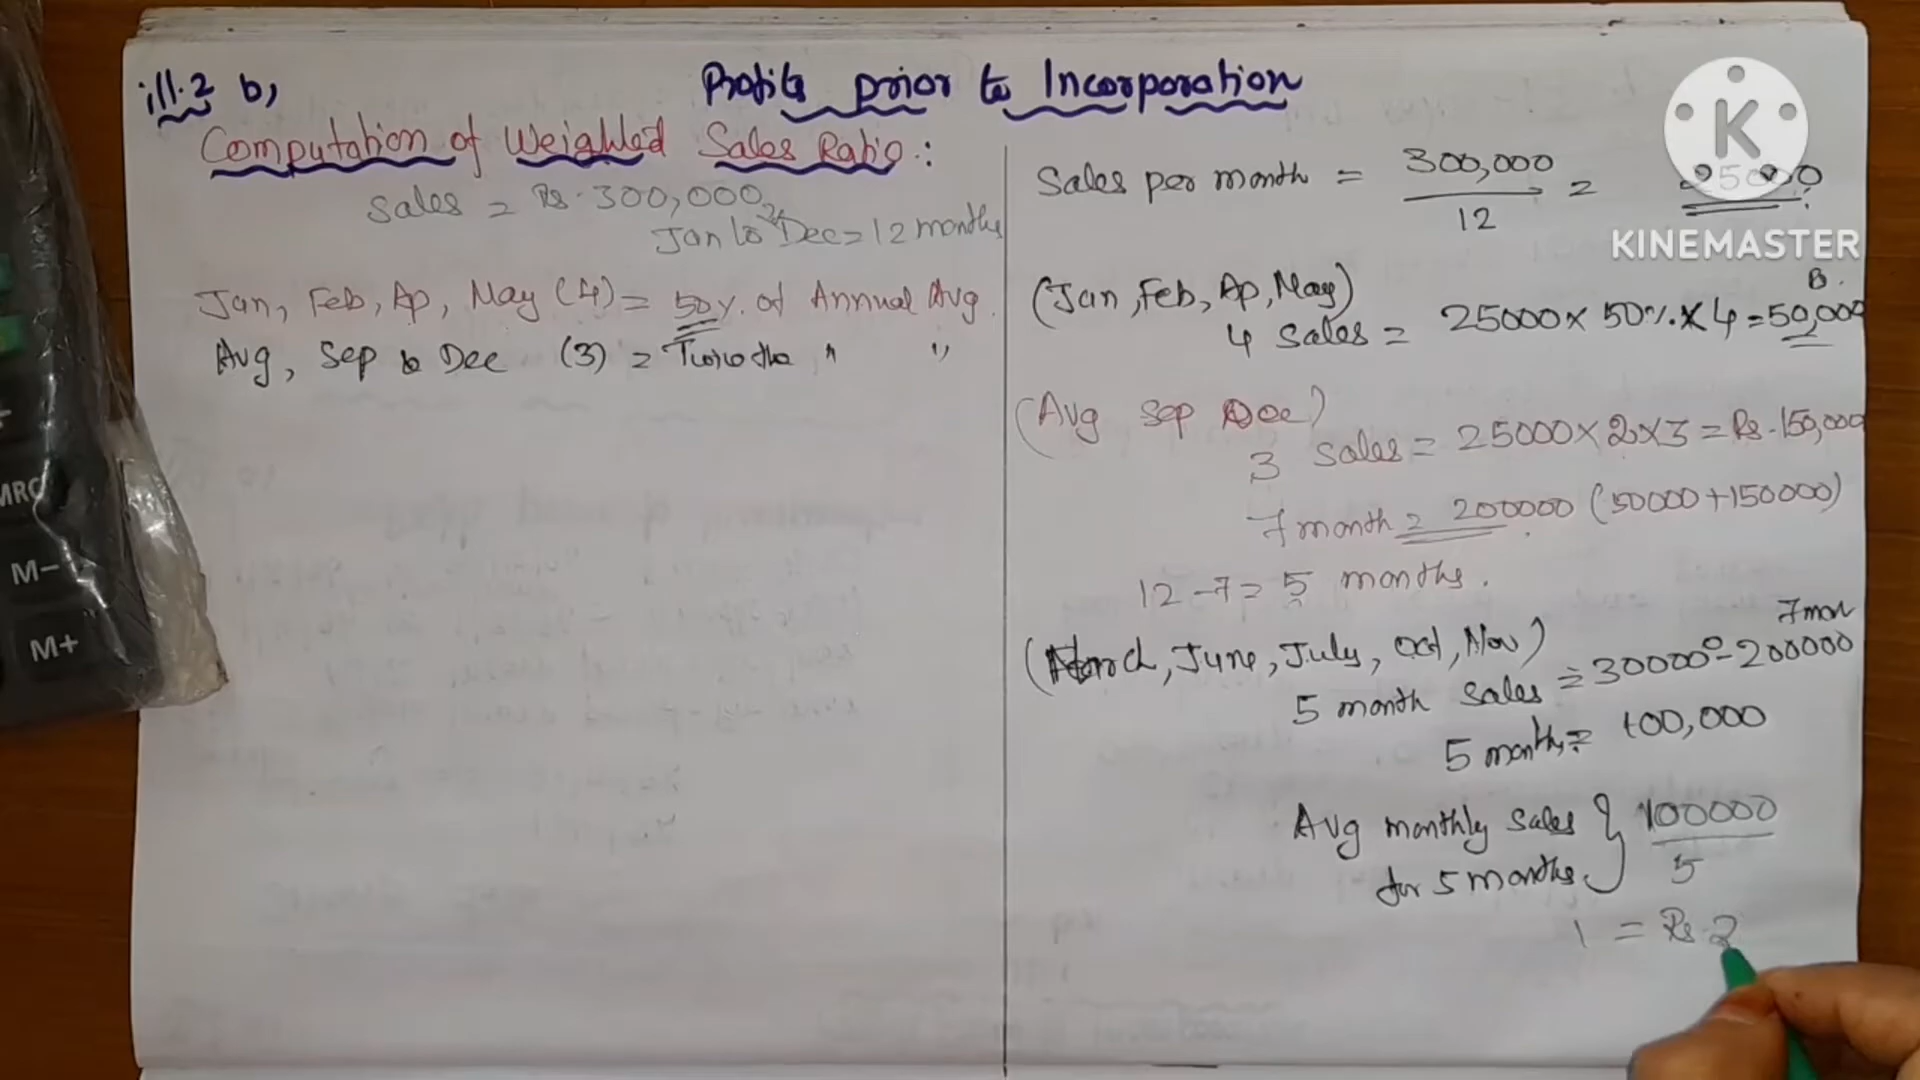 ill.2 b, Profits prior to Incorporation
Computation of Weighted Sales Ratio :
Sales = Rs. 300,000
Jan to Dec = 12 months
Jan, Feb, Ap, May (4) = 50% of Annual Avg.
Aug, Sep & Dec (3) = Twice the " "
Sales per month = 300,000 / 12 = 25000
(Jan, Feb, Ap, May)
4 Sales = 25000 × 50% × 4 = 50,000
(Aug Sep Dec)
3 Sales = 25000 × 2 × 3 = Rs. 150,000
7 month = 200000 (50000+150000)
12 - 7 = 5 months.
(March, June, July, Oct, Nov)
7 mon
5 month Sales = 300000 - 200000
5 months = 100,000
Avg monthly sales } 100000
for 5 months. 5
1 = Rs. 2
K
KINEMASTER
MRC
M−
M+